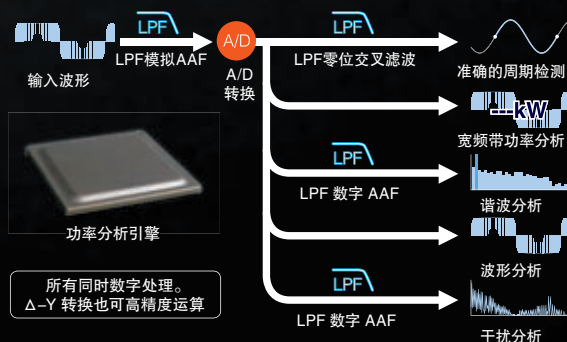 LPF
LPF
输入波形
LPF模拟AAF
A/D
A/D
转换
LPF零位交叉滤波
准确的周期检测
---kW
宽频带功率分析
LPF
LPF 数字 AAF
谐波分析
功率分析引擎
波形分析
所有同时数字处理。
Δ–Y 转换也可高精度运算
LPF
LPF 数字 AAF
干扰分析